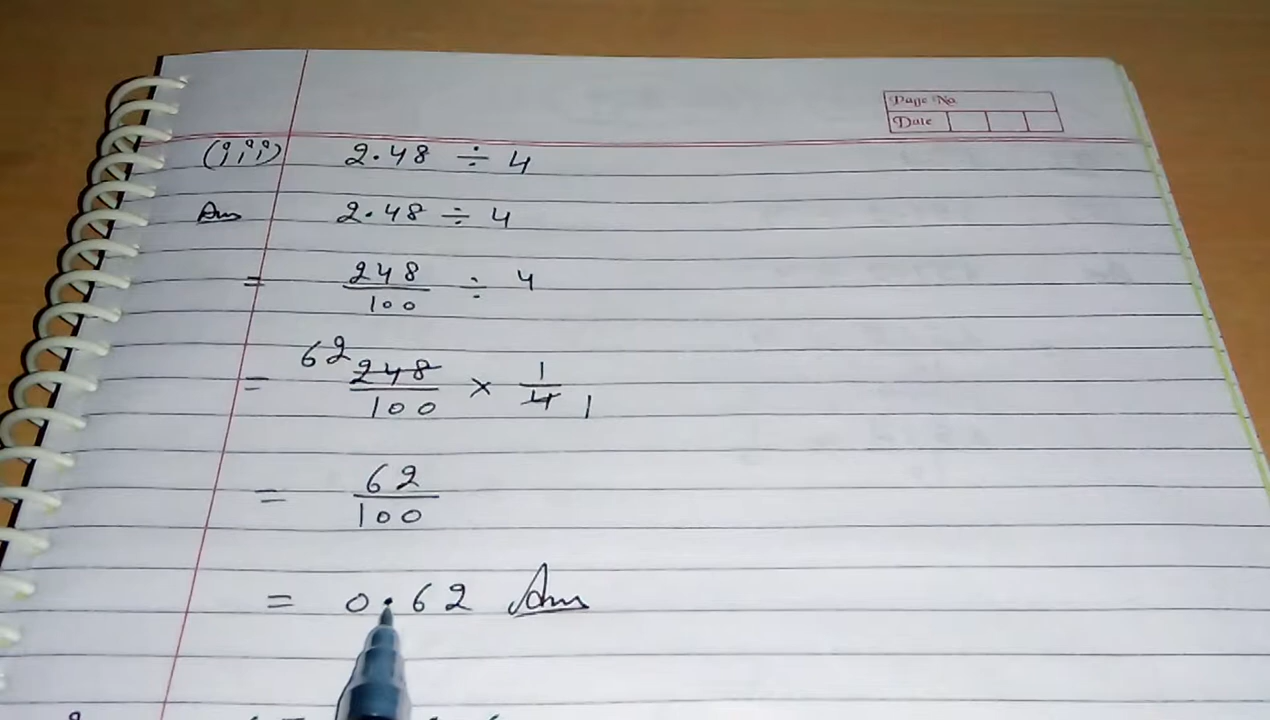 Page No.
Date
(iii) 2.48 ÷ 4
Ans 2.48 ÷ 4
= 248/100 ÷ 4
= 62 248/100 × 1/4 1
= 62/100
= 0.62 Ans